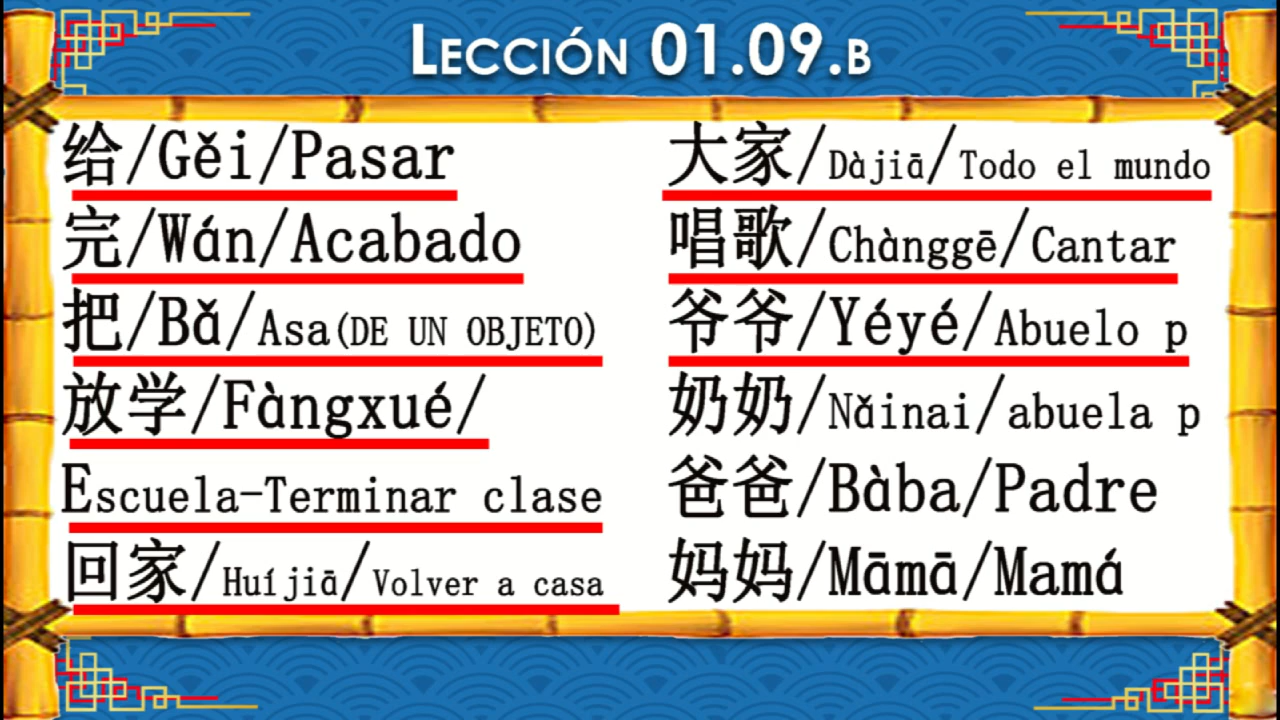 LECCIÓN 01.09.B
给/Gěi/Pasar
完/Wán/Acabado
把/Bǎ/Asa(DE UN OBJETO)
放学/Fàngxué/
Escuela-Terminar clase
回家/Huíjiā/Volver a casa
大家/Dàjiā/Todo el mundo
唱歌/Chànggē/Cantar
爷爷/Yéyé/Abuelo p
奶奶/Nǎinai/abuela p
爸爸/Bàba/Padre
妈妈/Māmā/Mamá